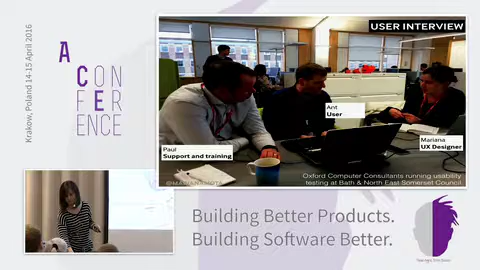 Krakow, Poland 14-15 April 2016
A
CON
FER
ENCE
USER INTERVIEW
Ant
User
Paul
Support and training
Mariana
UX Designer
Oxford Computer Consultants running usability
testing at Bath & North East Somerset Council
Building Better Products.
Building Software Better.